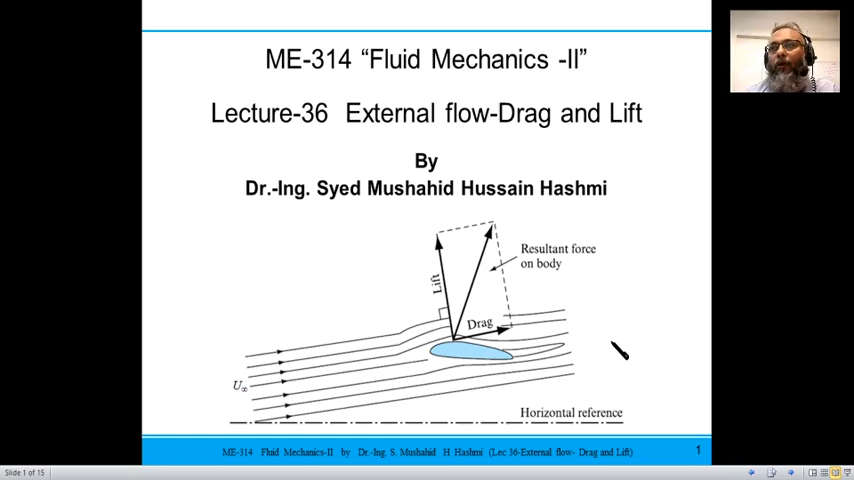 ME-314 “Fluid Mechanics -II”
Lecture-36 External flow-Drag and Lift
By
Dr.-Ing. Syed Mushahid Hussain Hashmi
Resultant force
on body
Lift
Drag
U∞
Horizontal reference
ME-314 Fluid Mechanics-II by Dr.-Ing. S. Mushahid H Hashmi (Lec 36-External flow- Drag and Lift)
1
Slide 1 of 15